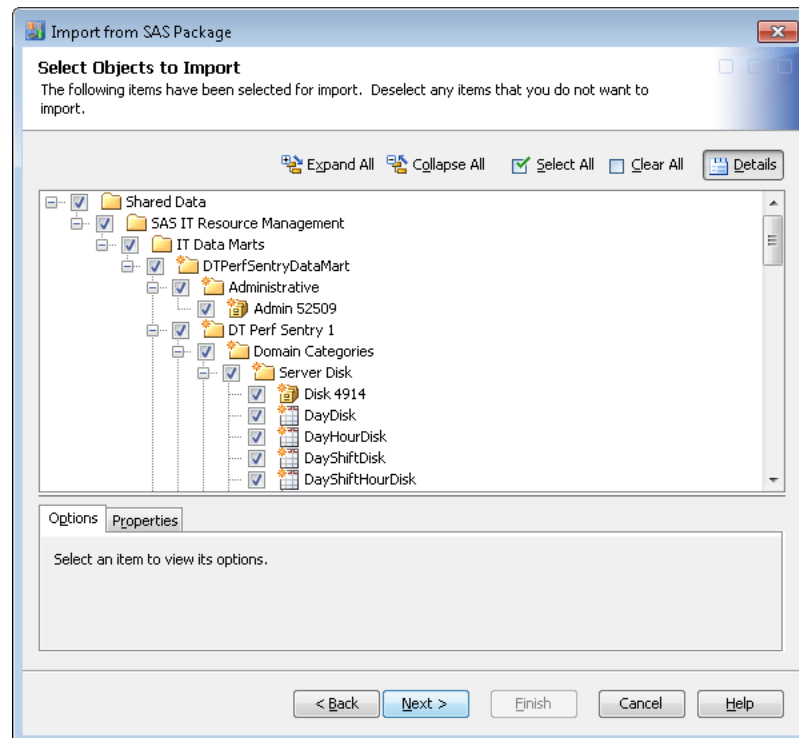 Import from SAS Package
Select Objects to Import
The following items have been selected for import. Deselect any items that you do not want to
import.
Expand All Collapse All Select All Clear All Details
Shared Data
SAS IT Resource Management
IT Data Marts
DTPerfSentryDataMart
Administrative
Admin 52509
DT Perf Sentry 1
Domain Categories
Server Disk
Disk 4914
DayDisk
DayHourDisk
DayShiftDisk
DayShiftHourDisk
Options Properties
Select an item to view its options.
< Back Next > Finish Cancel Help